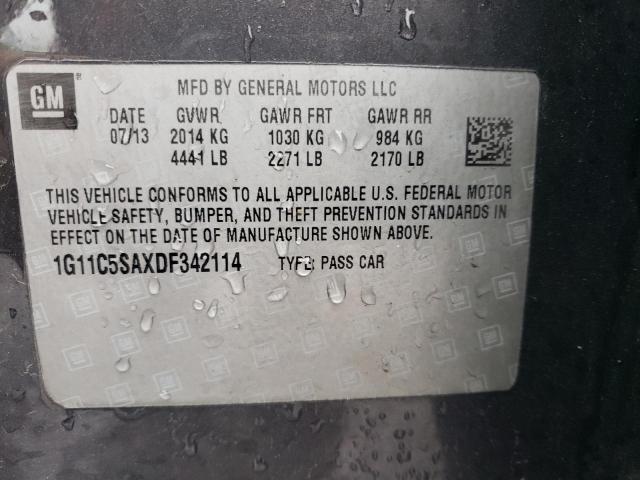 GM MFD BY GENERAL MOTORS LLC
DATE GVWR GAWR FRT GAWR RR
07/13 2014 KG 1030 KG 984 KG
4441 LB 2271 LB 2170 LB
THIS VEHICLE CONFORMS TO ALL APPLICABLE U.S. FEDERAL MOTOR
VEHICLE SAFETY, BUMPER, AND THEFT PREVENTION STANDARDS IN
EFFECT ON THE DATE OF MANUFACTURE SHOWN ABOVE.
1G11C5SAXDF342114 TYPE: PASS CAR